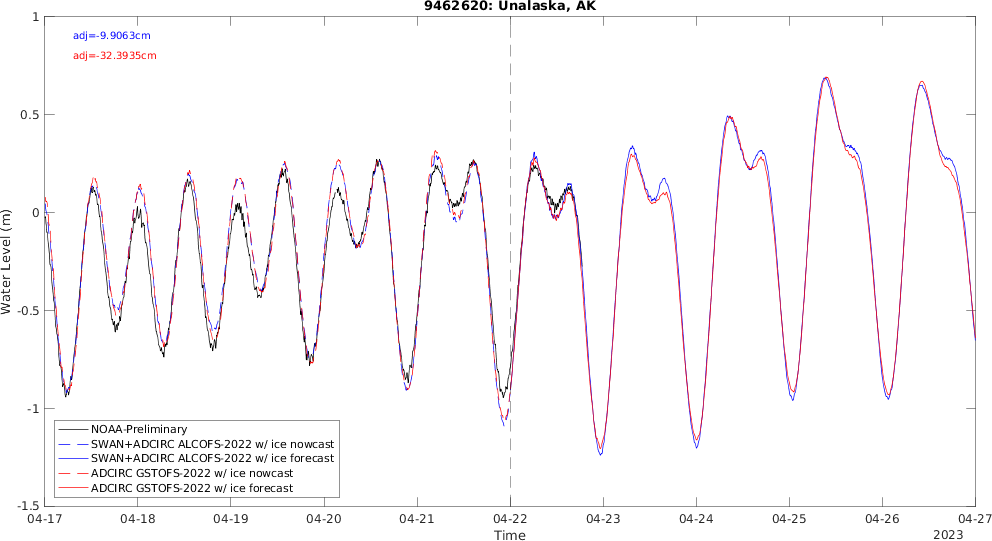 9462620: Unalaska, AK
adj=-9.9063cm
adj=-32.3935cm
Water Level (m)
1
0.5
0
-0.5
-1
-1.5
NOAA-Preliminary
SWAN+ADCIRC ALCOFS-2022 w/ ice nowcast
SWAN+ADCIRC ALCOFS-2022 w/ ice forecast
ADCIRC GSTOFS-2022 w/ ice nowcast
ADCIRC GSTOFS-2022 w/ ice forecast
04-17 04-18 04-19 04-20 04-21 04-22 04-23 04-24 04-25 04-26 04-27
Time
2023